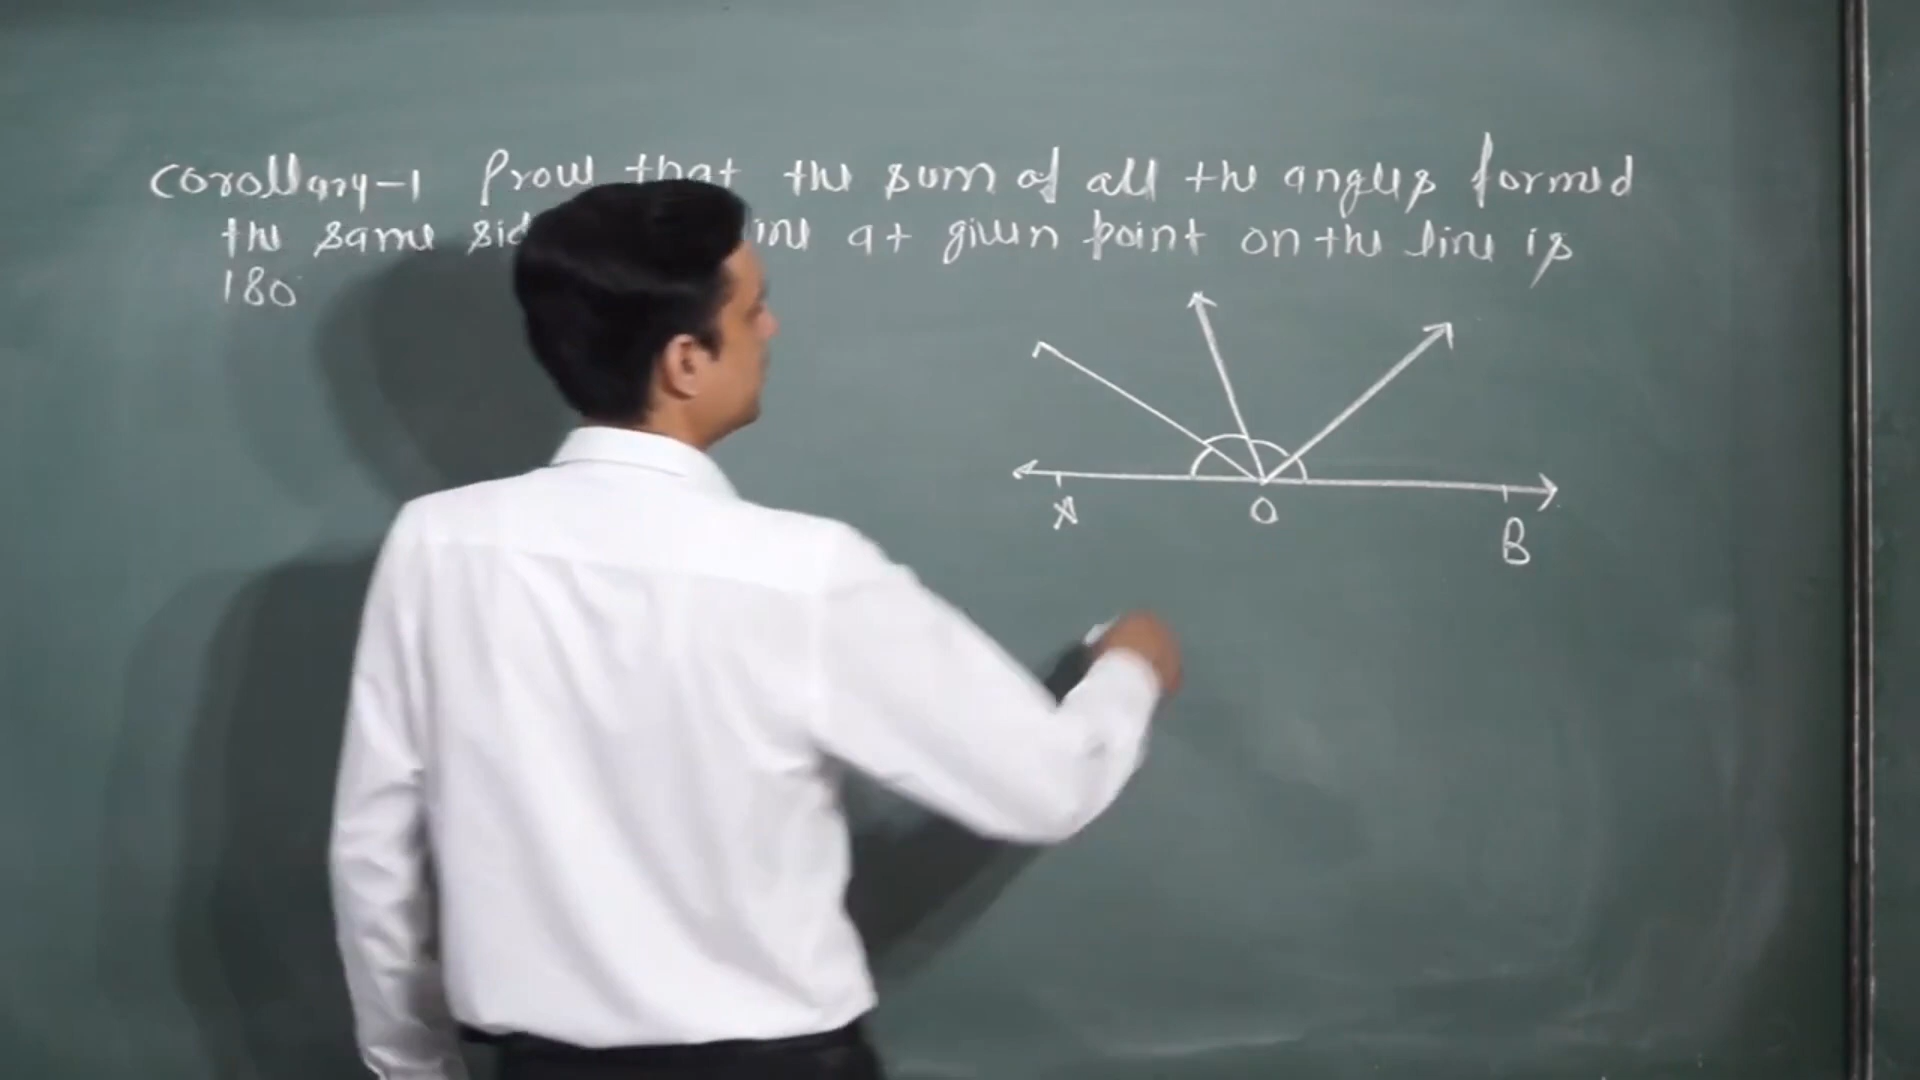 Corollary-1 Prove that the sum of all the angles formed
the same side line at given point on the line is
180
A O B